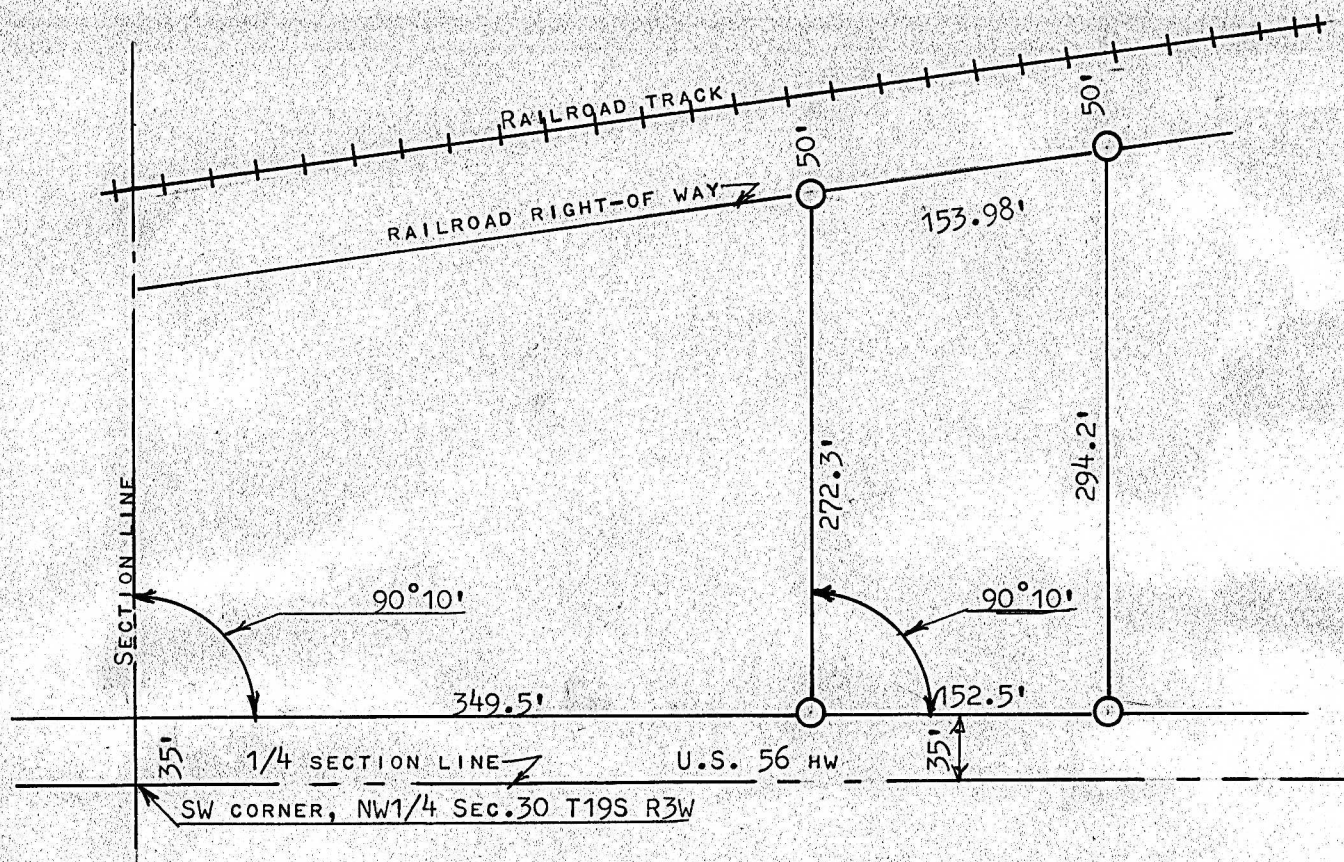 RAILROAD TRACK
50'
50'
RAILROAD RIGHT-OF WAY
153.98'
SECTION LINE
272.3'
294.2'
90°10'
90°10'
349.5'
152.5'
35'
1/4 SECTION LINE
U.S. 56 HW
35'
SW CORNER, NW1/4 SEC.30 T19S R3W